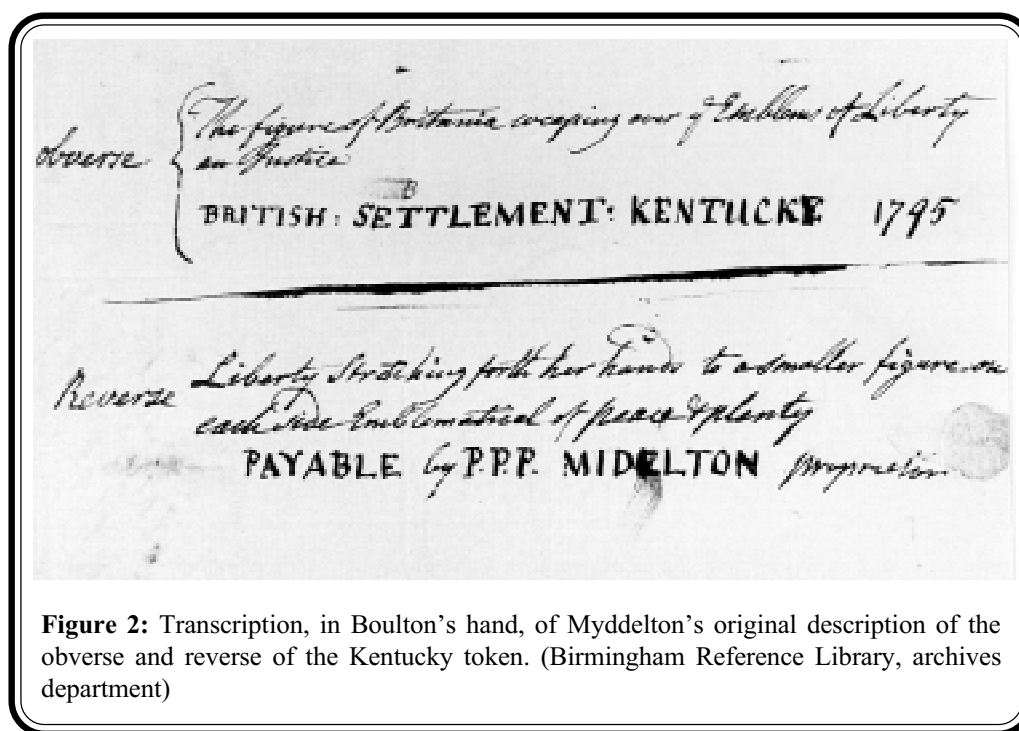 Obverse
The figure of Britania weeping over ye Emblems of Liberty
an Justice
BRITISH: SETTLEMENT: KENTUCKY 1795
Reverse
Liberty Stretching forth her hands to a smaller figure on
each side Emblematical of peace & plenty
PAYABLE by P.P.P. MIDELTON proprietor
Figure 2: Transcription, in Boulton’s hand, of Myddelton’s original description of the
obverse and reverse of the Kentucky token. (Birmingham Reference Library, archives
department)